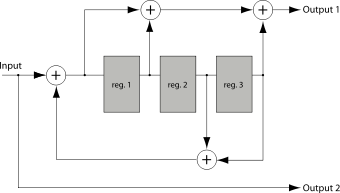 Output 1
Input
reg. 1
reg. 2
reg. 3
Output 2